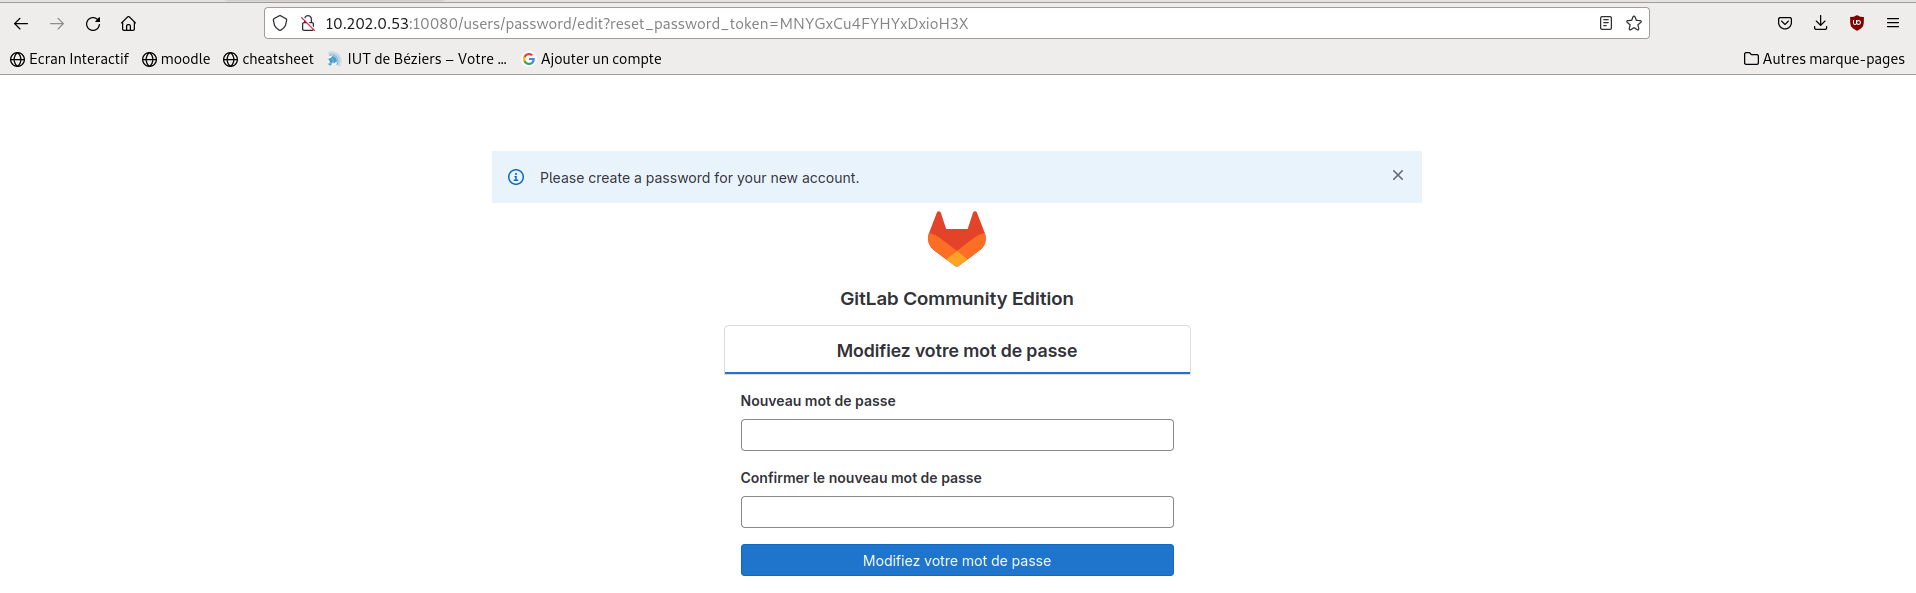 10.202.0.53:10080/users/password/edit?reset_password_token=MNYGxCu4FYHYxDxioH3X
Ecran Interactif moodle cheatsheet IUT de Béziers – Votre ... Ajouter un compte Autres marque-pages
Please create a password for your new account.
GitLab Community Edition
Modifiez votre mot de passe
Nouveau mot de passe
Confirmer le nouveau mot de passe
Modifiez votre mot de passe